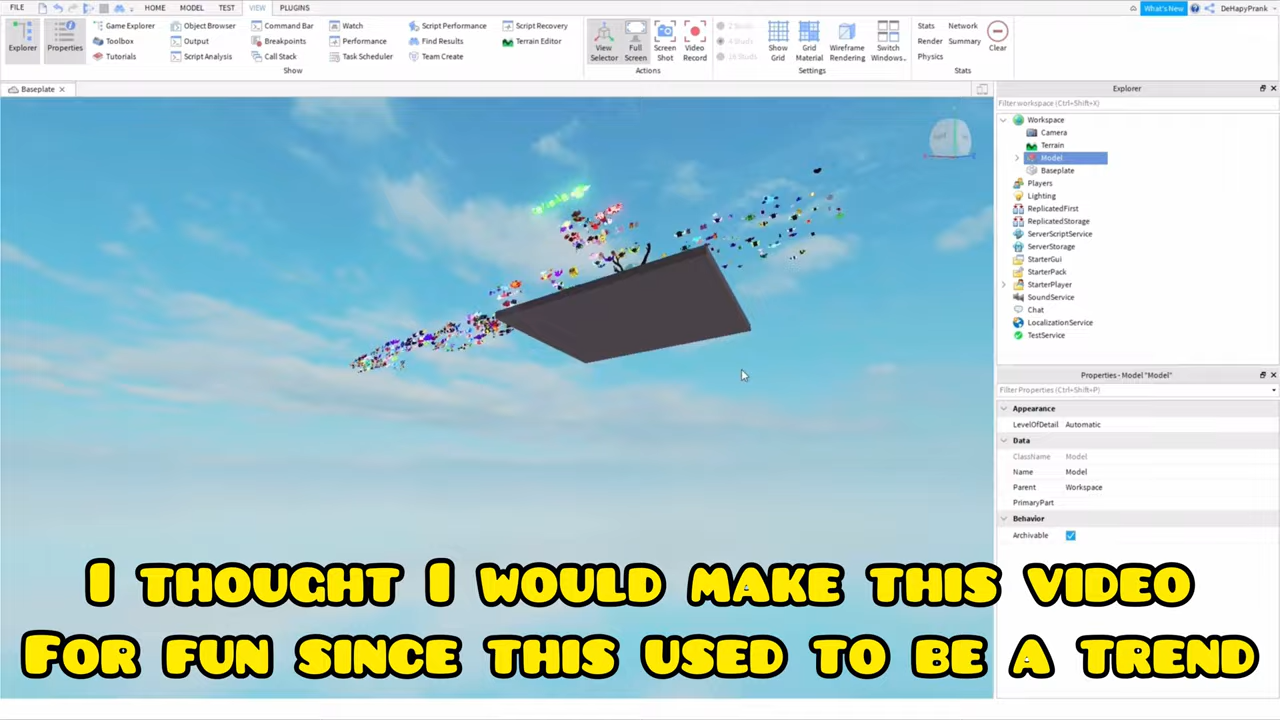 FILE HOME MODEL TEST VIEW PLUGINS What's New DeHapyPrank
Game Explorer Object Browser Command Bar Watch Script Performance Script Recovery 2 Studs Stats Network
Toolbox Output Breakpoints Performance Find Results Terrain Editor 4 Studs Render Summary
Tutorials Script Analysis Call Stack Task Scheduler Team Create 16 Studs Physics
Explorer Properties View Selector Full Screen Screen Shot Video Record Show Grid Grid Material Wireframe Rendering Switch Windows.. Clear
Show Actions Settings Stats
Baseplate
Explorer
Filter workspace (Ctrl+Shift+X)
Workspace
Camera
Terrain
Model
Baseplate
Players
Lighting
ReplicatedFirst
ReplicatedStorage
ServerScriptService
ServerStorage
StarterGui
StarterPack
StarterPlayer
SoundService
Chat
LocalizationService
TestService
Properties - Model "Model"
Filter Properties (Ctrl+Shift+P)
Appearance
LevelOfDetail Automatic
Data
ClassName Model
Name Model
Parent Workspace
PrimaryPart
Behavior
Archivable
I THOUGHT I WOULD MAKE THIS VIDEO
FOR FUN SINCE THIS USED TO BE A TREND